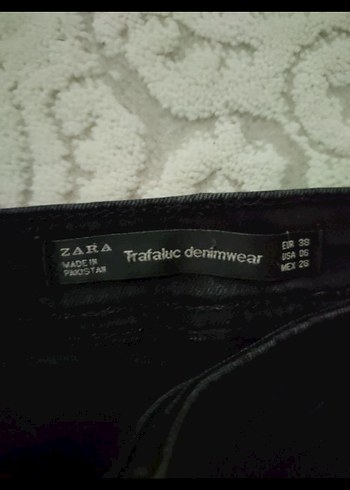 ZARA
MADE IN
PAKISTAN
Trafaluc denimwear
EUR 38
USA 06
MEX 28